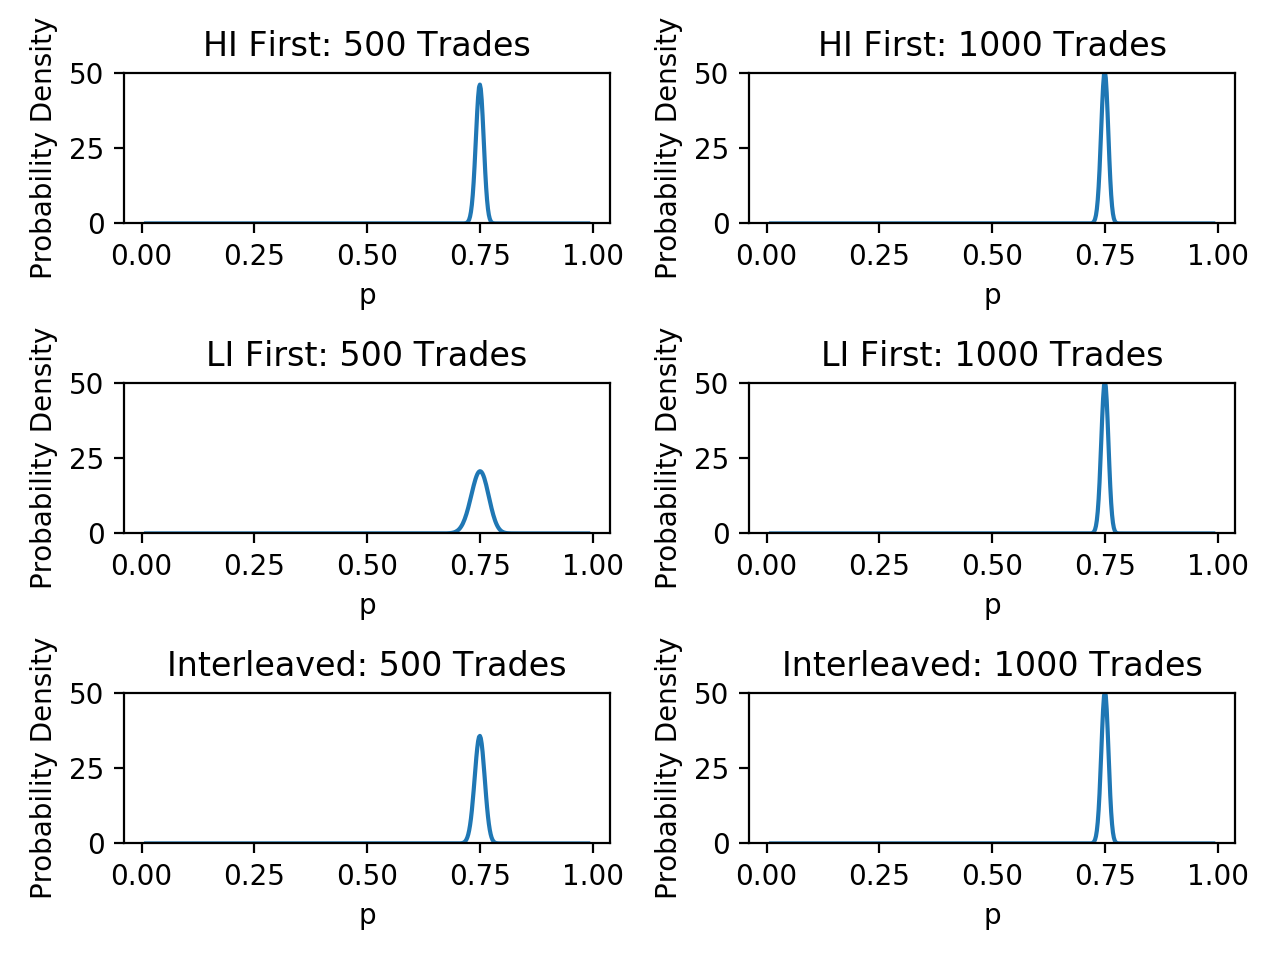 HI First: 500 Trades
Probability Density
50
25
0
0.00 0.25 0.50 0.75 1.00
p
HI First: 1000 Trades
Probability Density
50
25
0
0.00 0.25 0.50 0.75 1.00
p
LI First: 500 Trades
Probability Density
50
25
0
0.00 0.25 0.50 0.75 1.00
p
LI First: 1000 Trades
Probability Density
50
25
0
0.00 0.25 0.50 0.75 1.00
p
Interleaved: 500 Trades
Probability Density
50
25
0
0.00 0.25 0.50 0.75 1.00
p
Interleaved: 1000 Trades
Probability Density
50
25
0
0.00 0.25 0.50 0.75 1.00
p